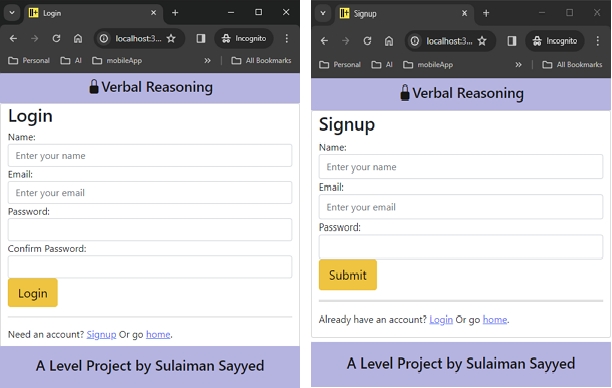 Login
localhost:3...
Incognito
Personal
AI
mobileApp
All Bookmarks
Verbal Reasoning
Login
Name:
Enter your name
Email:
Enter your email
Password:
Confirm Password:
Login
Need an account? Signup Or go home.
A Level Project by Sulaiman Sayyed
Signup
localhost:3...
Incognito
Personal
AI
mobileApp
All Bookmarks
Verbal Reasoning
Signup
Name:
Enter your name
Email:
Enter your email
Password:
Submit
Already have an account? Login Or go home.
A Level Project by Sulaiman Sayyed